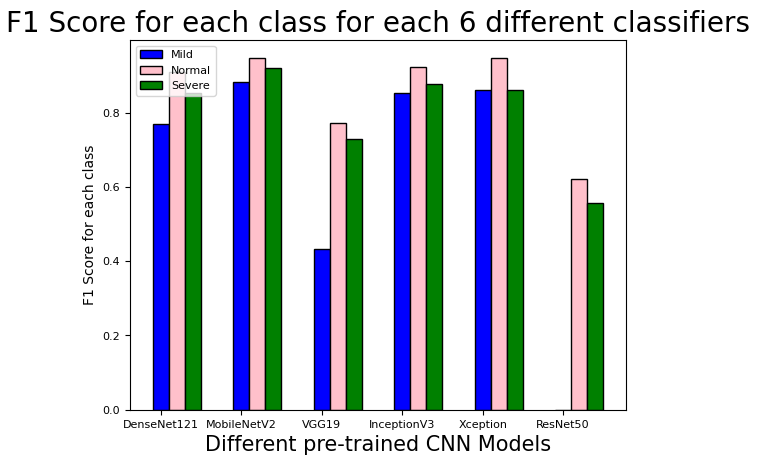 F1 Score for each class for each 6 different classifiers
Mild
Normal
Severe
F1 Score for each class
0.8
0.6
0.4
0.2
0.0
DenseNet121 MobileNetV2 VGG19 InceptionV3 Xception ResNet50
Different pre-trained CNN Models